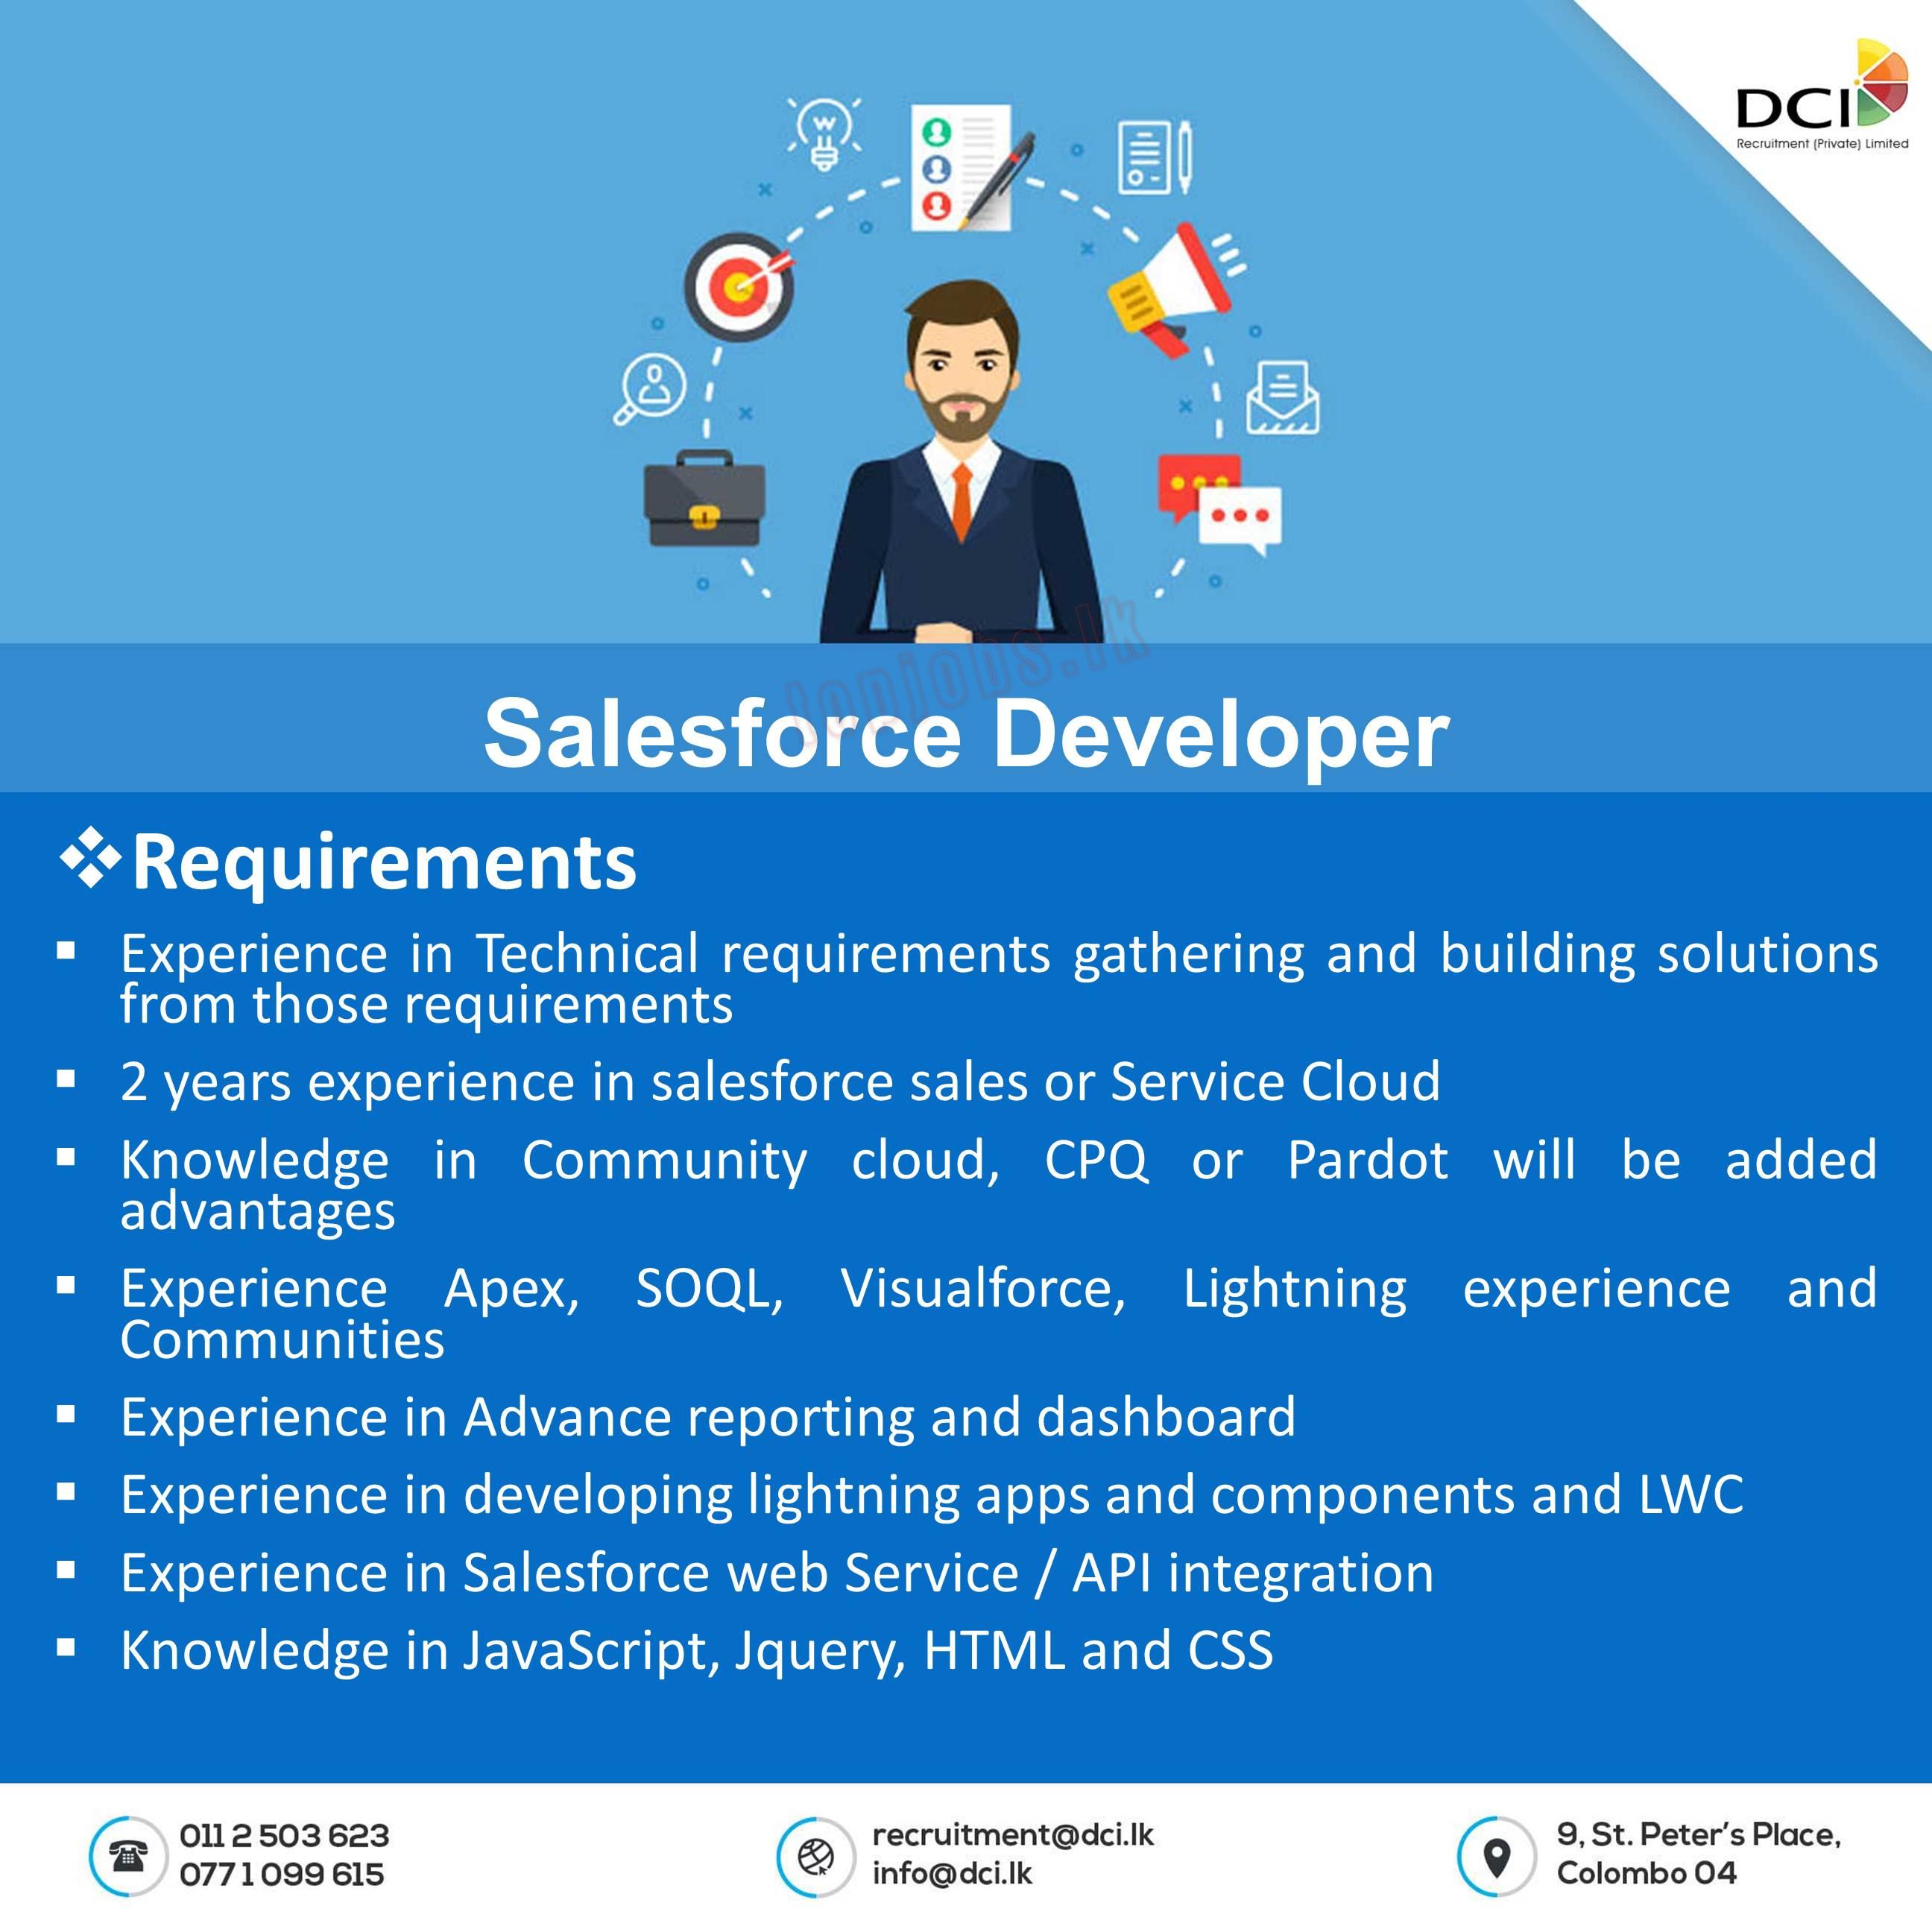 DCI
Recruitment (Private) Limited
topjobs.lk
Salesforce Developer
Requirements
Experience in Technical requirements gathering and building solutions
from those requirements
2 years experience in salesforce sales or Service Cloud
Knowledge in Community cloud, CPQ or Pardot will be added
advantages
Experience Apex, SOQL, Visualforce, Lightning experience and
Communities
Experience in Advance reporting and dashboard
Experience in developing lightning apps and components and LWC
Experience in Salesforce web Service / API integration
Knowledge in JavaScript, Jquery, HTML and CSS
011 2 503 623
077 1 099 615
recruitment@dci.lk
info@dci.lk
9, St. Peter's Place,
Colombo 04